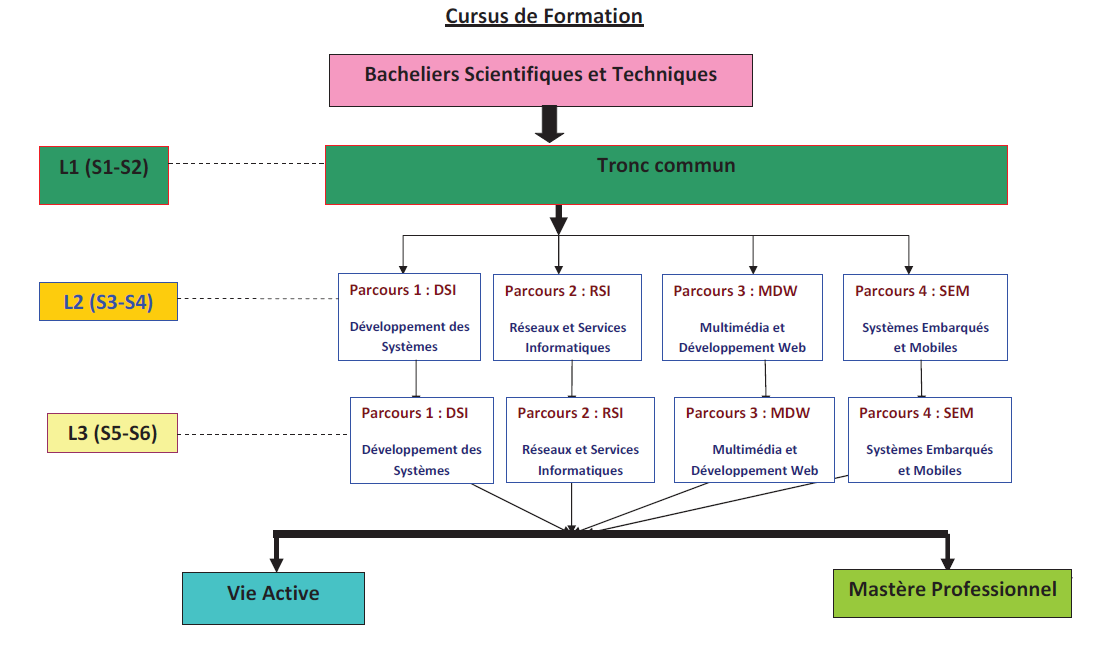 Cursus de Formation
Bacheliers Scientifiques et Techniques
L1 (S1-S2)
Tronc commun
L2 (S3-S4)
Parcours 1 : DSI
Développement des
Systèmes
Parcours 2 : RSI
Réseaux et Services
Informatiques
Parcours 3 : MDW
Multimédia et
Développement Web
Parcours 4 : SEM
Systèmes Embarqués
et Mobiles
L3 (S5-S6)
Parcours 1 : DSI
Développement des
Systèmes
Parcours 2 : RSI
Réseaux et Services
Informatiques
Parcours 3 : MDW
Multimédia et
Développement Web
Parcours 4 : SEM
Systèmes Embarqués
et Mobiles
Vie Active
Mastère Professionnel